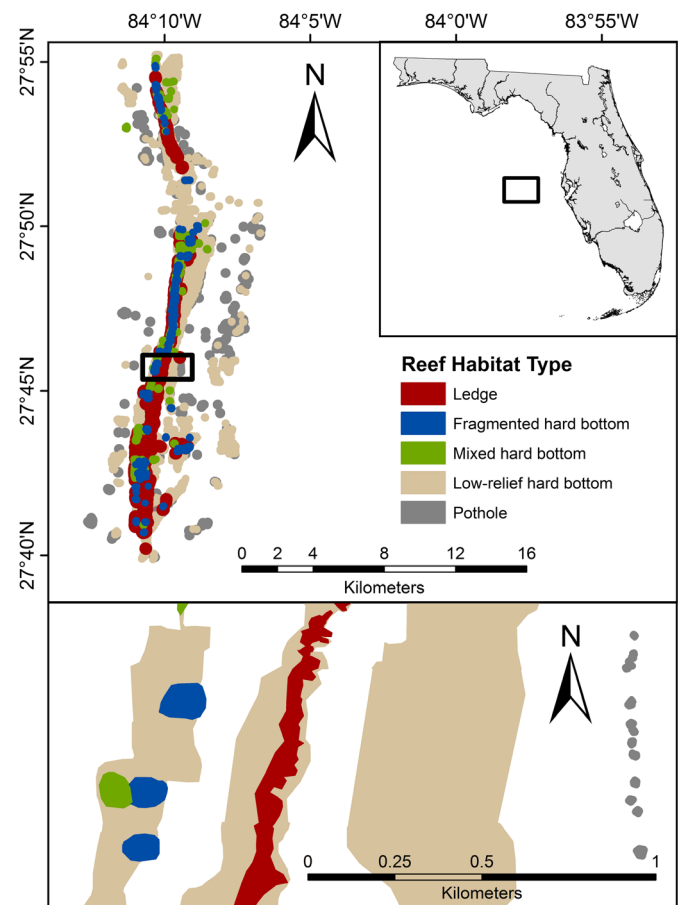 84°10'W 84°5'W 84°0'W 83°55'W
27°55'N
27°50'N
27°45'N
27°40'N
N
Reef Habitat Type
Ledge
Fragmented hard bottom
Mixed hard bottom
Low-relief hard bottom
Pothole
0 2 4 8 12 16
Kilometers
N
0 0.25 0.5 1
Kilometers